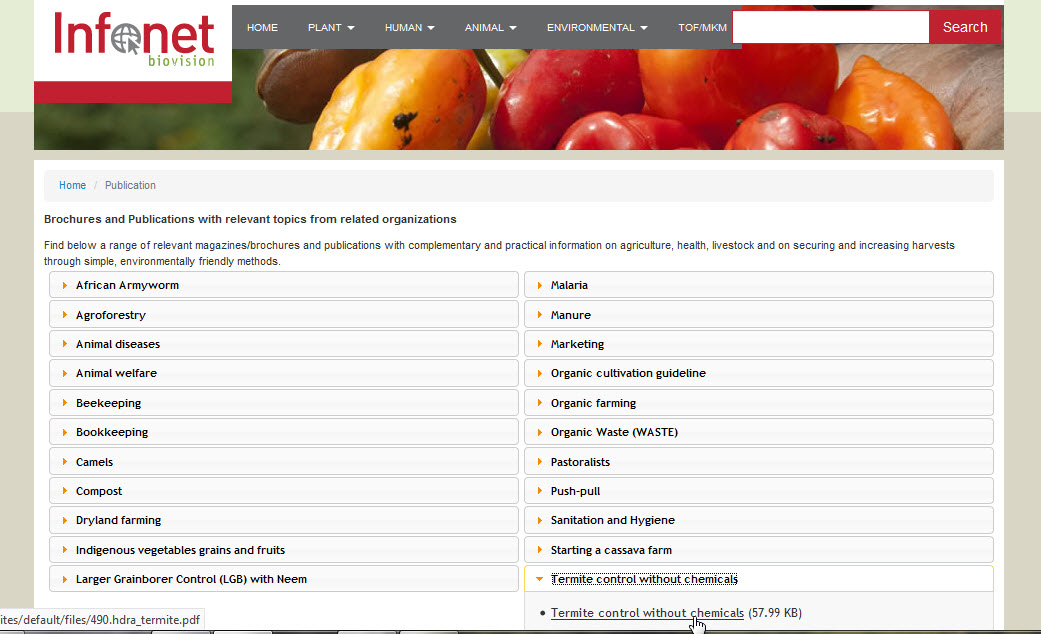 Infonet
biovision
HOME PLANT HUMAN ANIMAL ENVIRONMENTAL TOF/MKM Search
Home / Publication
Brochures and Publications with relevant topics from related organizations
Find below a range of relevant magazines/brochures and publications with complementary and practical information on agriculture, health, livestock and on securing and increasing harvests
through simple, environmentally friendly methods.
African Armyworm
Agroforestry
Animal diseases
Animal welfare
Beekeeping
Bookkeeping
Camels
Compost
Dryland farming
Indigenous vegetables grains and fruits
Larger Grainborer Control (LGB) with Neem
Malaria
Manure
Marketing
Organic cultivation guideline
Organic farming
Organic Waste (WASTE)
Pastoralists
Push-pull
Sanitation and Hygiene
Starting a cassava farm
Termite control without chemicals
• Termite control without chemicals (57.99 KB)
ites/default/files/490.hdra_termite.pdf